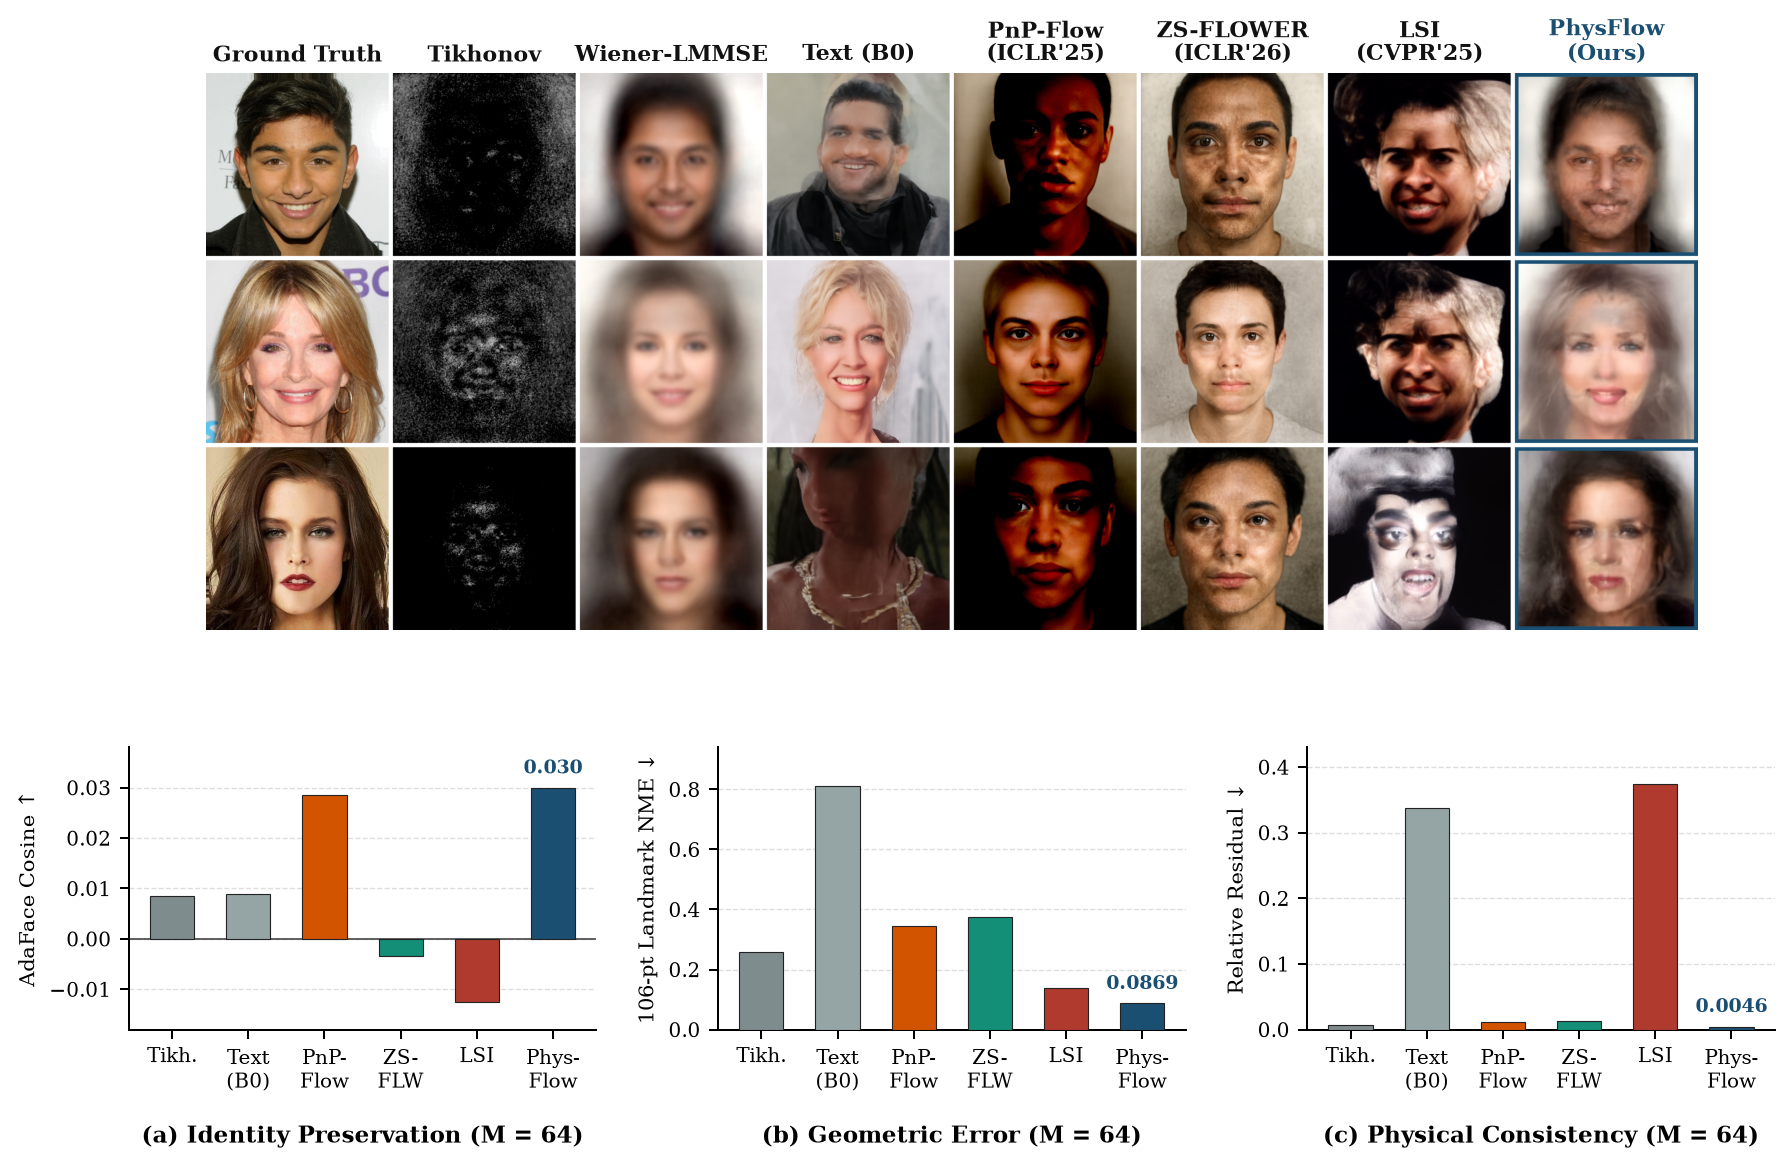 Ground Truth
Tikhonov
Wiener-LMMSE
Text (B0)
PnP-Flow
(ICLR'25)
ZS-FLOWER
(ICLR'26)
LSI
(CVPR'25)
PhysFlow
(Ours)
BC
S
AdaFace Cosine ↑
0.03
0.02
0.01
0.00
−0.01
0.030
Tikh.
Text
(B0)
PnP-
Flow
ZS-
FLW
LSI
Phys-
Flow
(a) Identity Preservation (M = 64)
106-pt Landmark NME ↓
0.8
0.6
0.4
0.2
0.0
0.0869
Tikh.
Text
(B0)
PnP-
Flow
ZS-
FLW
LSI
Phys-
Flow
(b) Geometric Error (M = 64)
Relative Residual ↓
0.4
0.3
0.2
0.1
0.0
0.0046
Tikh.
Text
(B0)
PnP-
Flow
ZS-
FLW
LSI
Phys-
Flow
(c) Physical Consistency (M = 64)